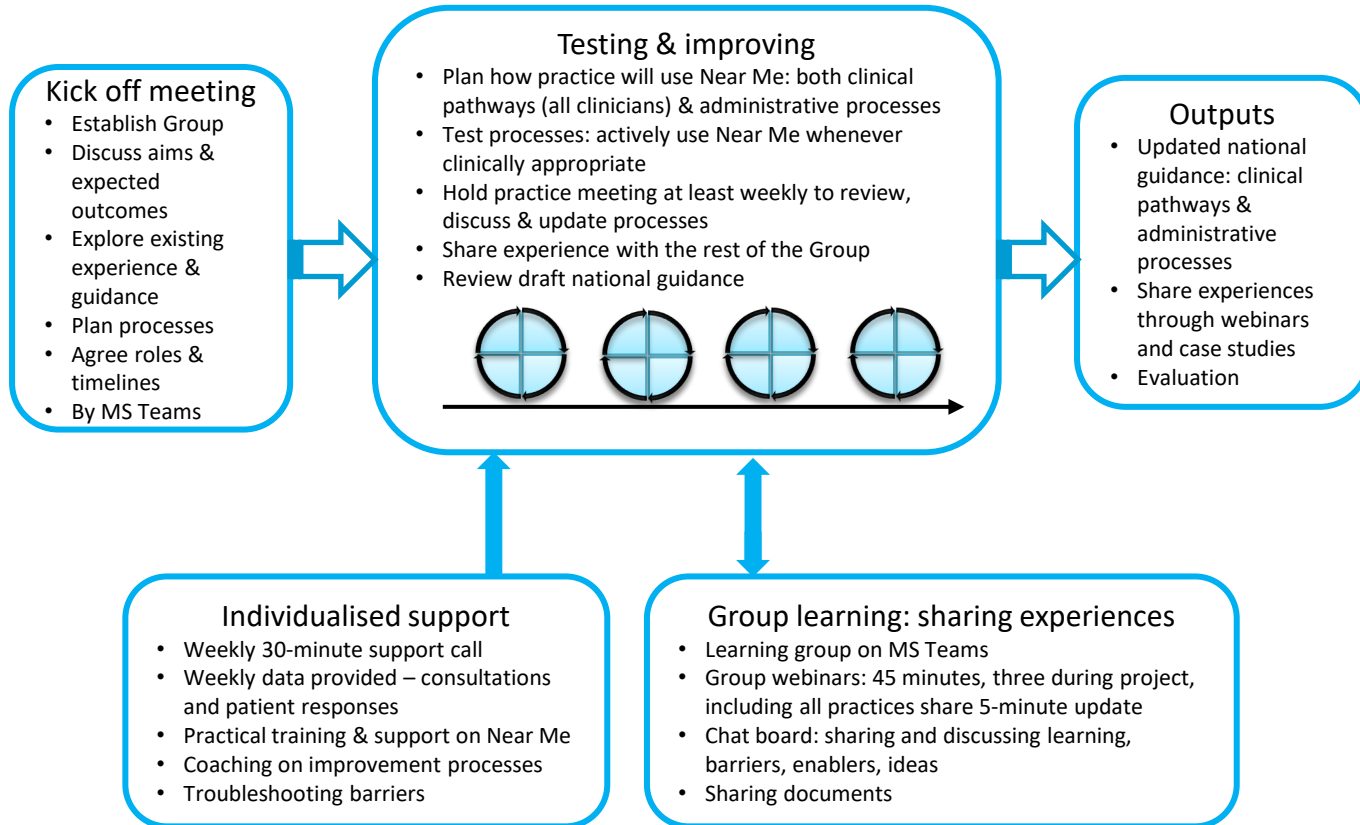 Kick off meeting
• Establish Group
• Discuss aims &
expected
outcomes
• Explore existing
experience &
guidance
• Plan processes
• Agree roles &
timelines
• By MS Teams
Testing & improving
• Plan how practice will use Near Me: both clinical
pathways (all clinicians) & administrative processes
• Test processes: actively use Near Me whenever
clinically appropriate
• Hold practice meeting at least weekly to review,
discuss & update processes
• Share experience with the rest of the Group
• Review draft national guidance
Outputs
• Updated national
guidance: clinical
pathways &
administrative
processes
• Share experiences
through webinars
and case studies
• Evaluation
Individualised support
• Weekly 30-minute support call
• Weekly data provided – consultations
and patient responses
• Practical training & support on Near Me
• Coaching on improvement processes
• Troubleshooting barriers
Group learning: sharing experiences
• Learning group on MS Teams
• Group webinars: 45 minutes, three during project,
including all practices share 5-minute update
• Chat board: sharing and discussing learning,
barriers, enablers, ideas
• Sharing documents